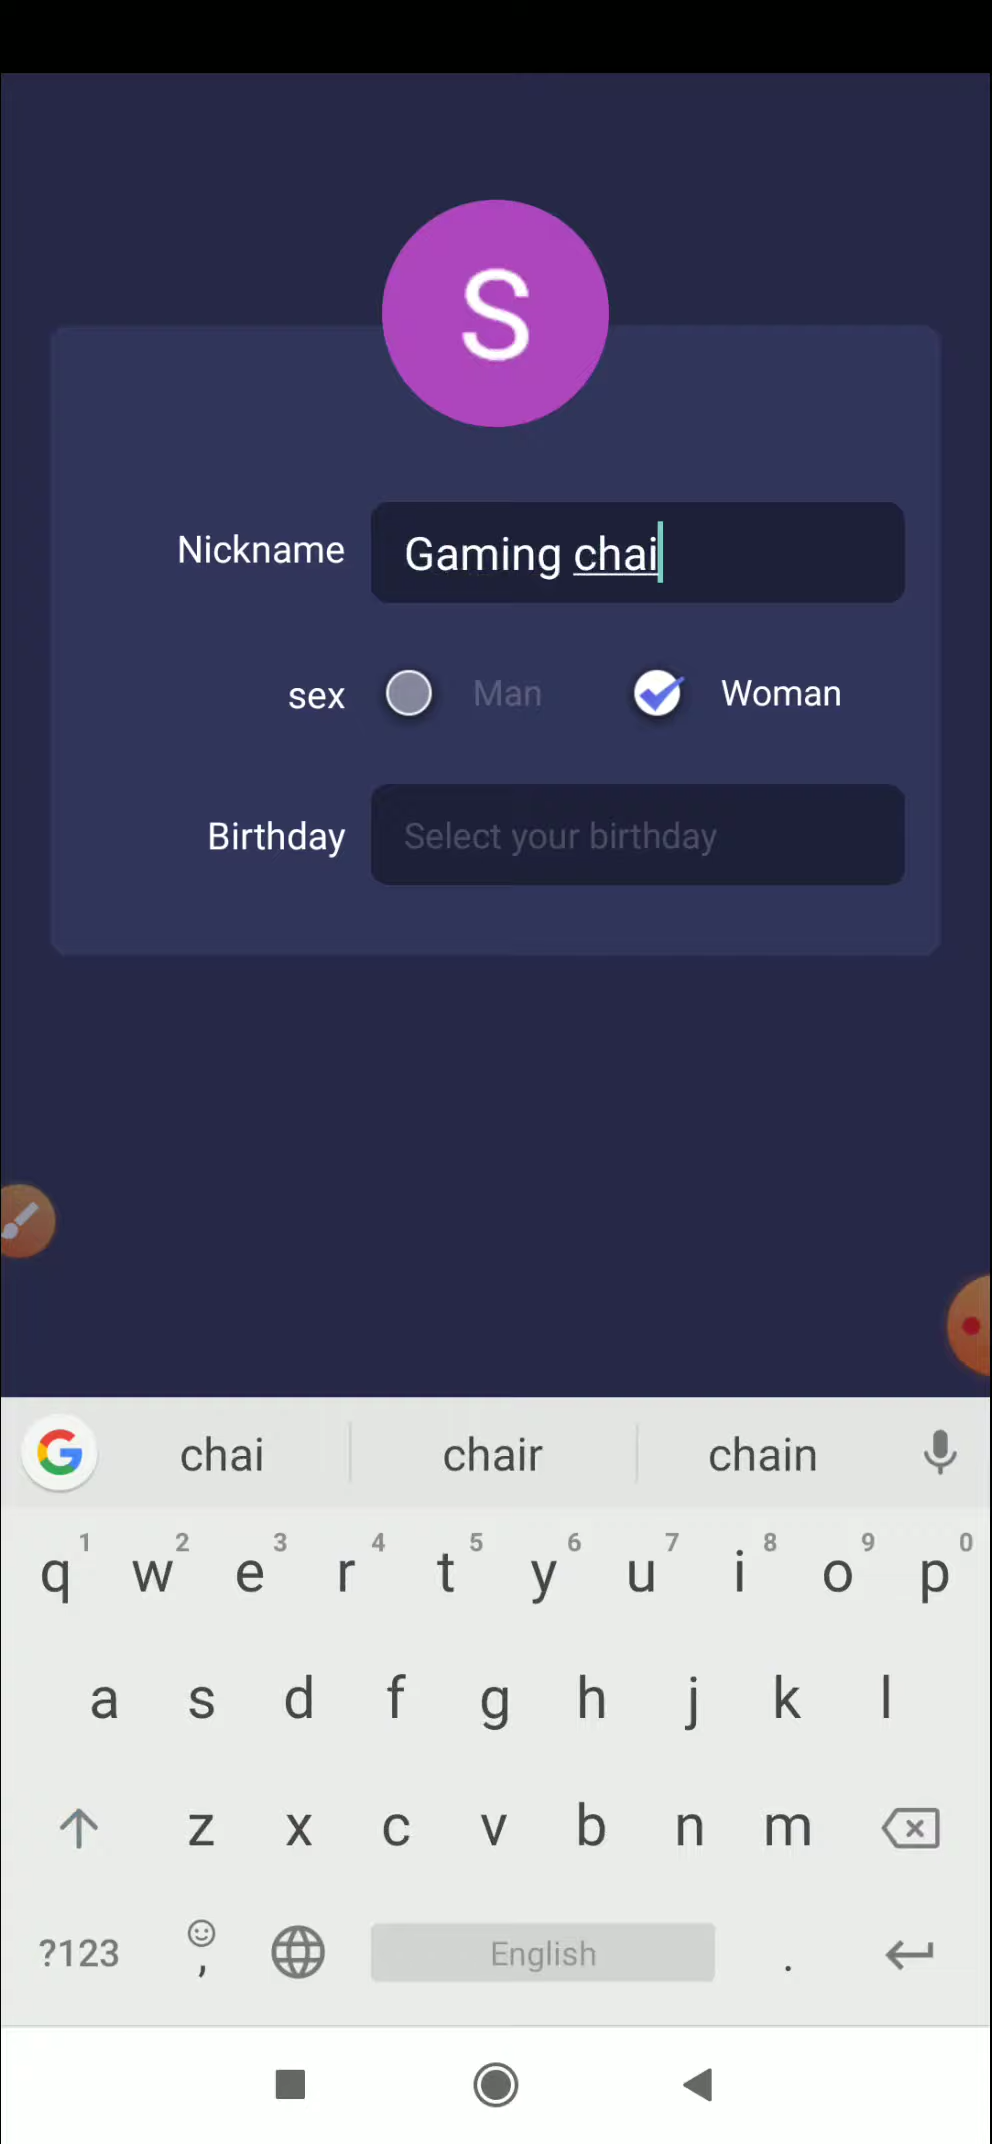 S
Nickname Gaming chai
sex Man Woman
Birthday Select your birthday
G chai chair chain
1 2 3 4 5 6 7 8 9 0
q w e r t y u i o p
a s d f g h j k l
z x c v b n m
?123 , English .